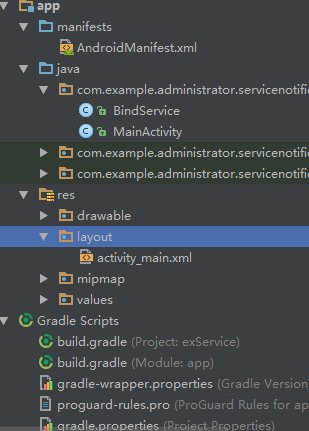 app
manifests
AndroidManifest.xml
java
com.example.administrator.servicenotific
BindService
MainActivity
com.example.administrator.servicenotific
com.example.administrator.servicenotific
res
drawable
layout
activity_main.xml
mipmap
values
Gradle Scripts
build.gradle (Project: exService)
build.gradle (Module: app)
gradle-wrapper.properties (Gradle Version)
proguard-rules.pro (ProGuard Rules for ap
gradle.properties (Project Properties)